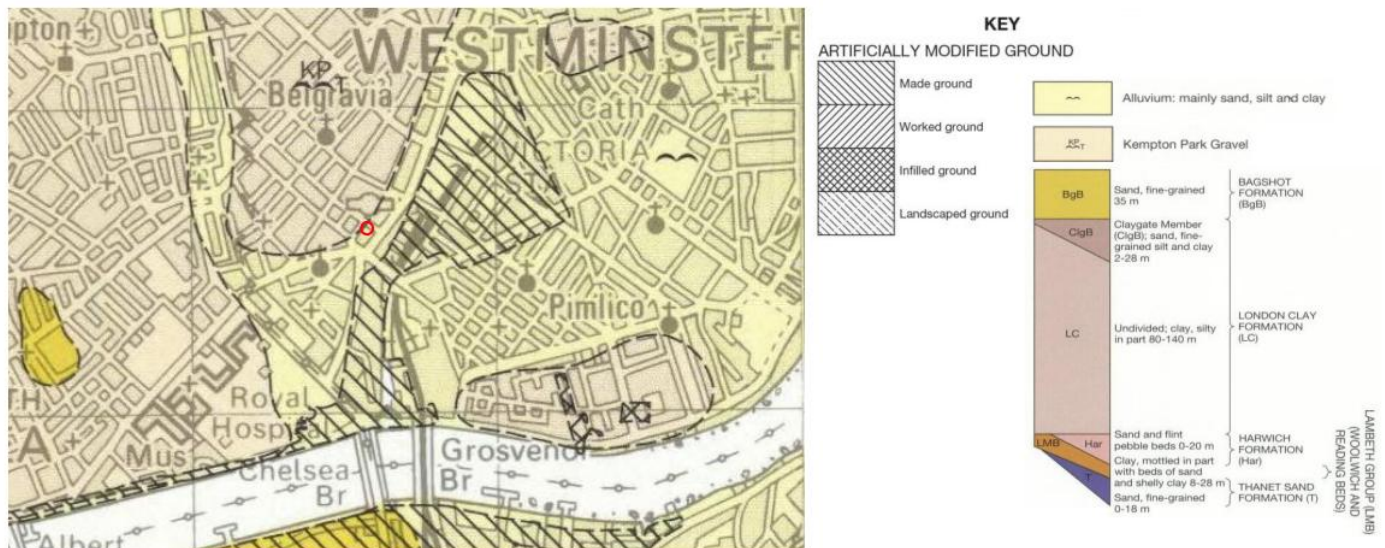 pton
WESTMINSTER
KP
T
Belgravia
Cath
VICTORIA
STA
Pimlico
TH
Royal
Hospital
A
Mus
Grosvenor
Chelsea
Br
Br
Albert
KEY
ARTIFICIALLY MODIFIED GROUND
Made ground
Worked ground
Infilled ground
Landscaped ground
Alluvium: mainly sand, silt and clay
KP
T
Kempton Park Gravel
BgB
Sand, fine-grained
35 m
BAGSHOT
FORMATION
(BgB)
ClgB
Claygate Member
(ClgB); sand, fine-
grained silt and clay
2-28 m
LC
Undivided; clay, silty
in part 80-140 m
LONDON CLAY
FORMATION
(LC)
LMB
Har
Sand and flint
pebble beds 0-20 m
HARWICH
FORMATION
(Har)
Clay, mottled in part
with beds of sand
and shelly clay 8-28 m
T
Sand, fine-grained
0-18 m
THANET SAND
FORMATION (T)
LAMBETH GROUP (LMB)
(WOOLWICH AND
READING BEDS)